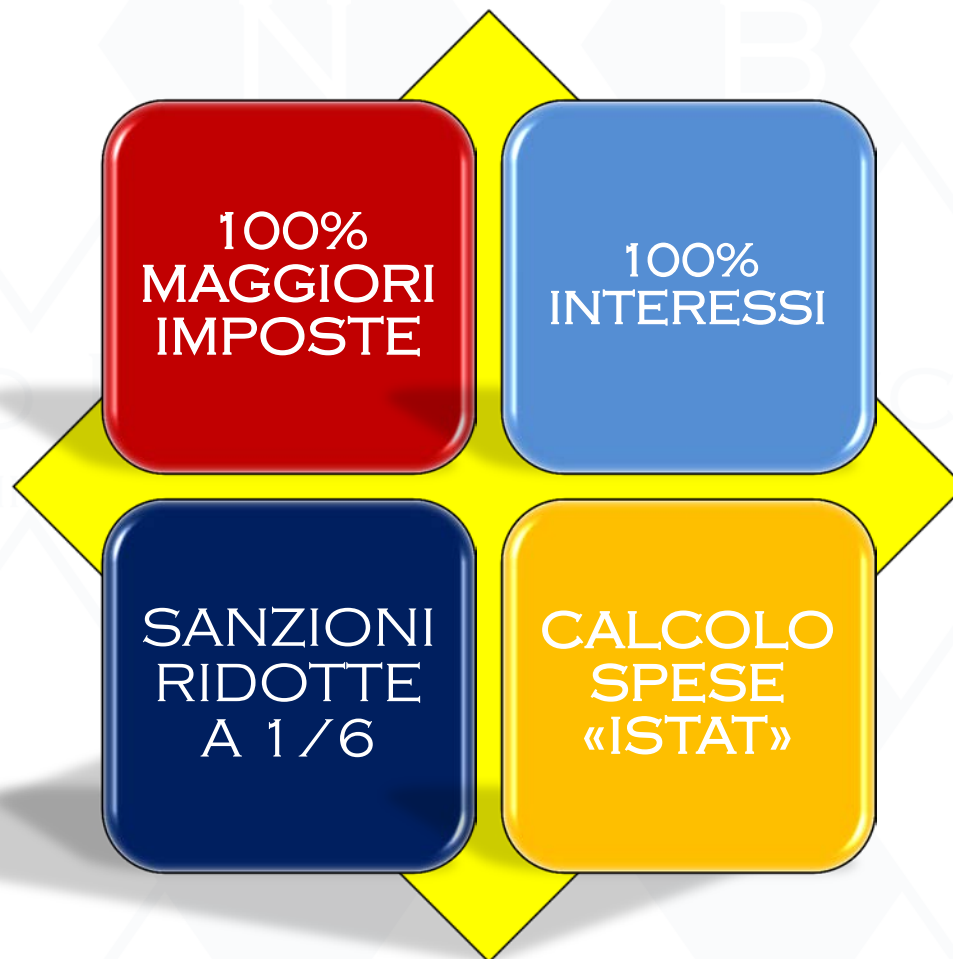 100%
MAGGIORI
IMPOSTE
100%
INTERESSI
SANZIONI
RIDOTTE
A 1/6
CALCOLO
SPESE
«ISTAT»